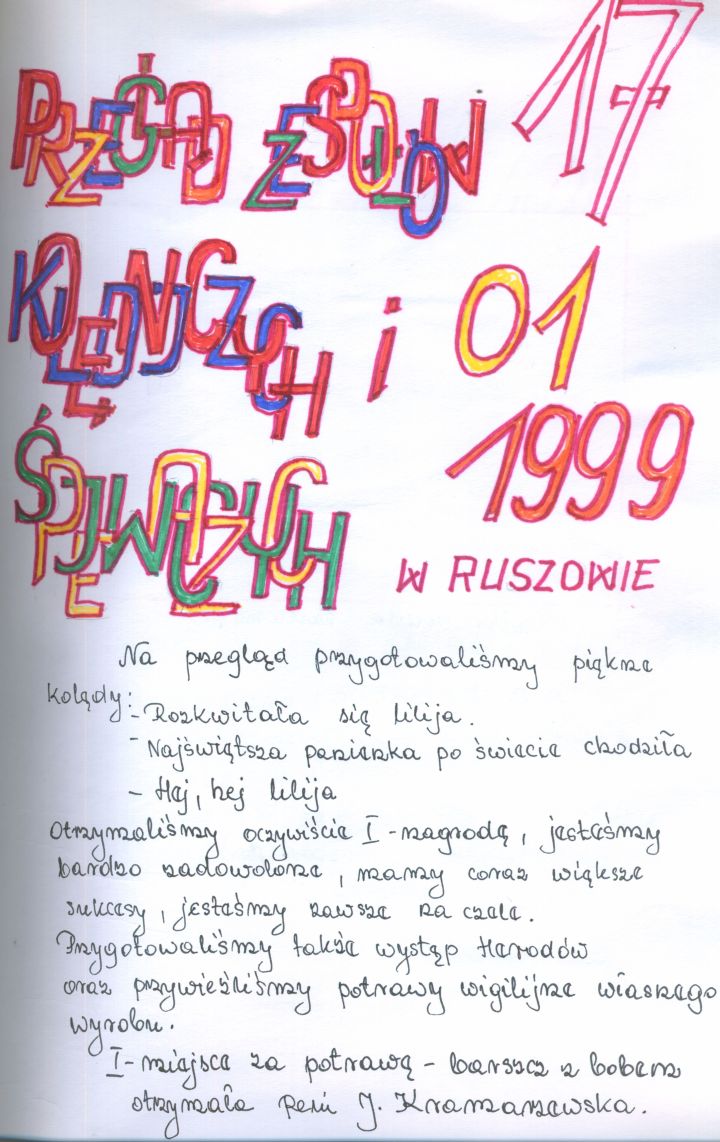 PRZEGLĄD ZESPOŁÓW 17
KOLĘDNICZYCH i 01
ŚPIEWACZYCH 1999
W RUSZOWIE
Na przegląd przygotowaliśmy piękne
kolędy:
- Rozkwitała się lilija.
- Najświętsza panienka po świecie chodziła
- Hej, hej lilija
Otrzymaliśmy oczywiście I - nagrodę, jesteśmy
bardzo zadowolone, mamy coraz większe
sukcesy, jesteśmy zawsze na czele.
Przygotowaliśmy także występ Herodów
oraz przywieźliśmy potrawy wigilijne własnego
wyrobu.
I - miejsce za potrawę - barszcz z bobem
otrzymała Pani J. Kramarzewska.